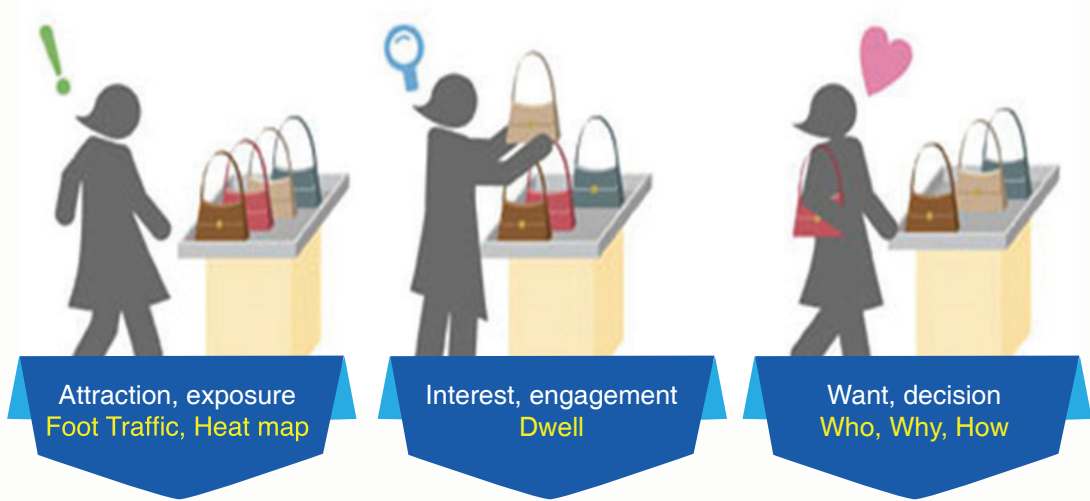 Attraction, exposure
Foot Traffic, Heat map
Interest, engagement
Dwell
Want, decision
Who, Why, How